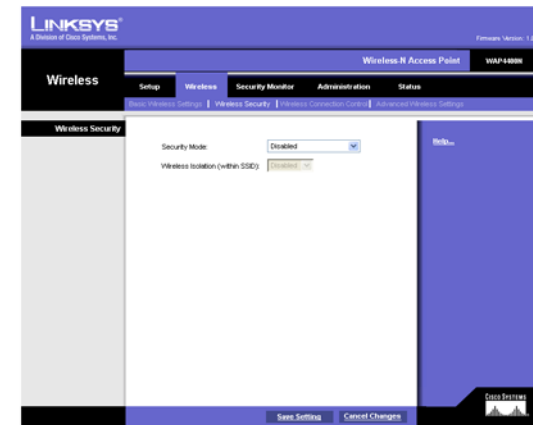 LINKSYS®
A Division of Cisco Systems, Inc.
Firmware Version: 1.
Wireless-N Access Point
WAP4400N
Wireless
Setup
Wireless
Security Monitor
Administration
Status
Basic Wireless Settings | Wireless Security | Wireless Connection Control | Advanced Wireless Settings
Wireless Security
Security Mode:
Disabled
Help...
Wireless Isolation (within SSID):
Disabled
Save Setting
Cancel Changes
CISCO SYSTEMS